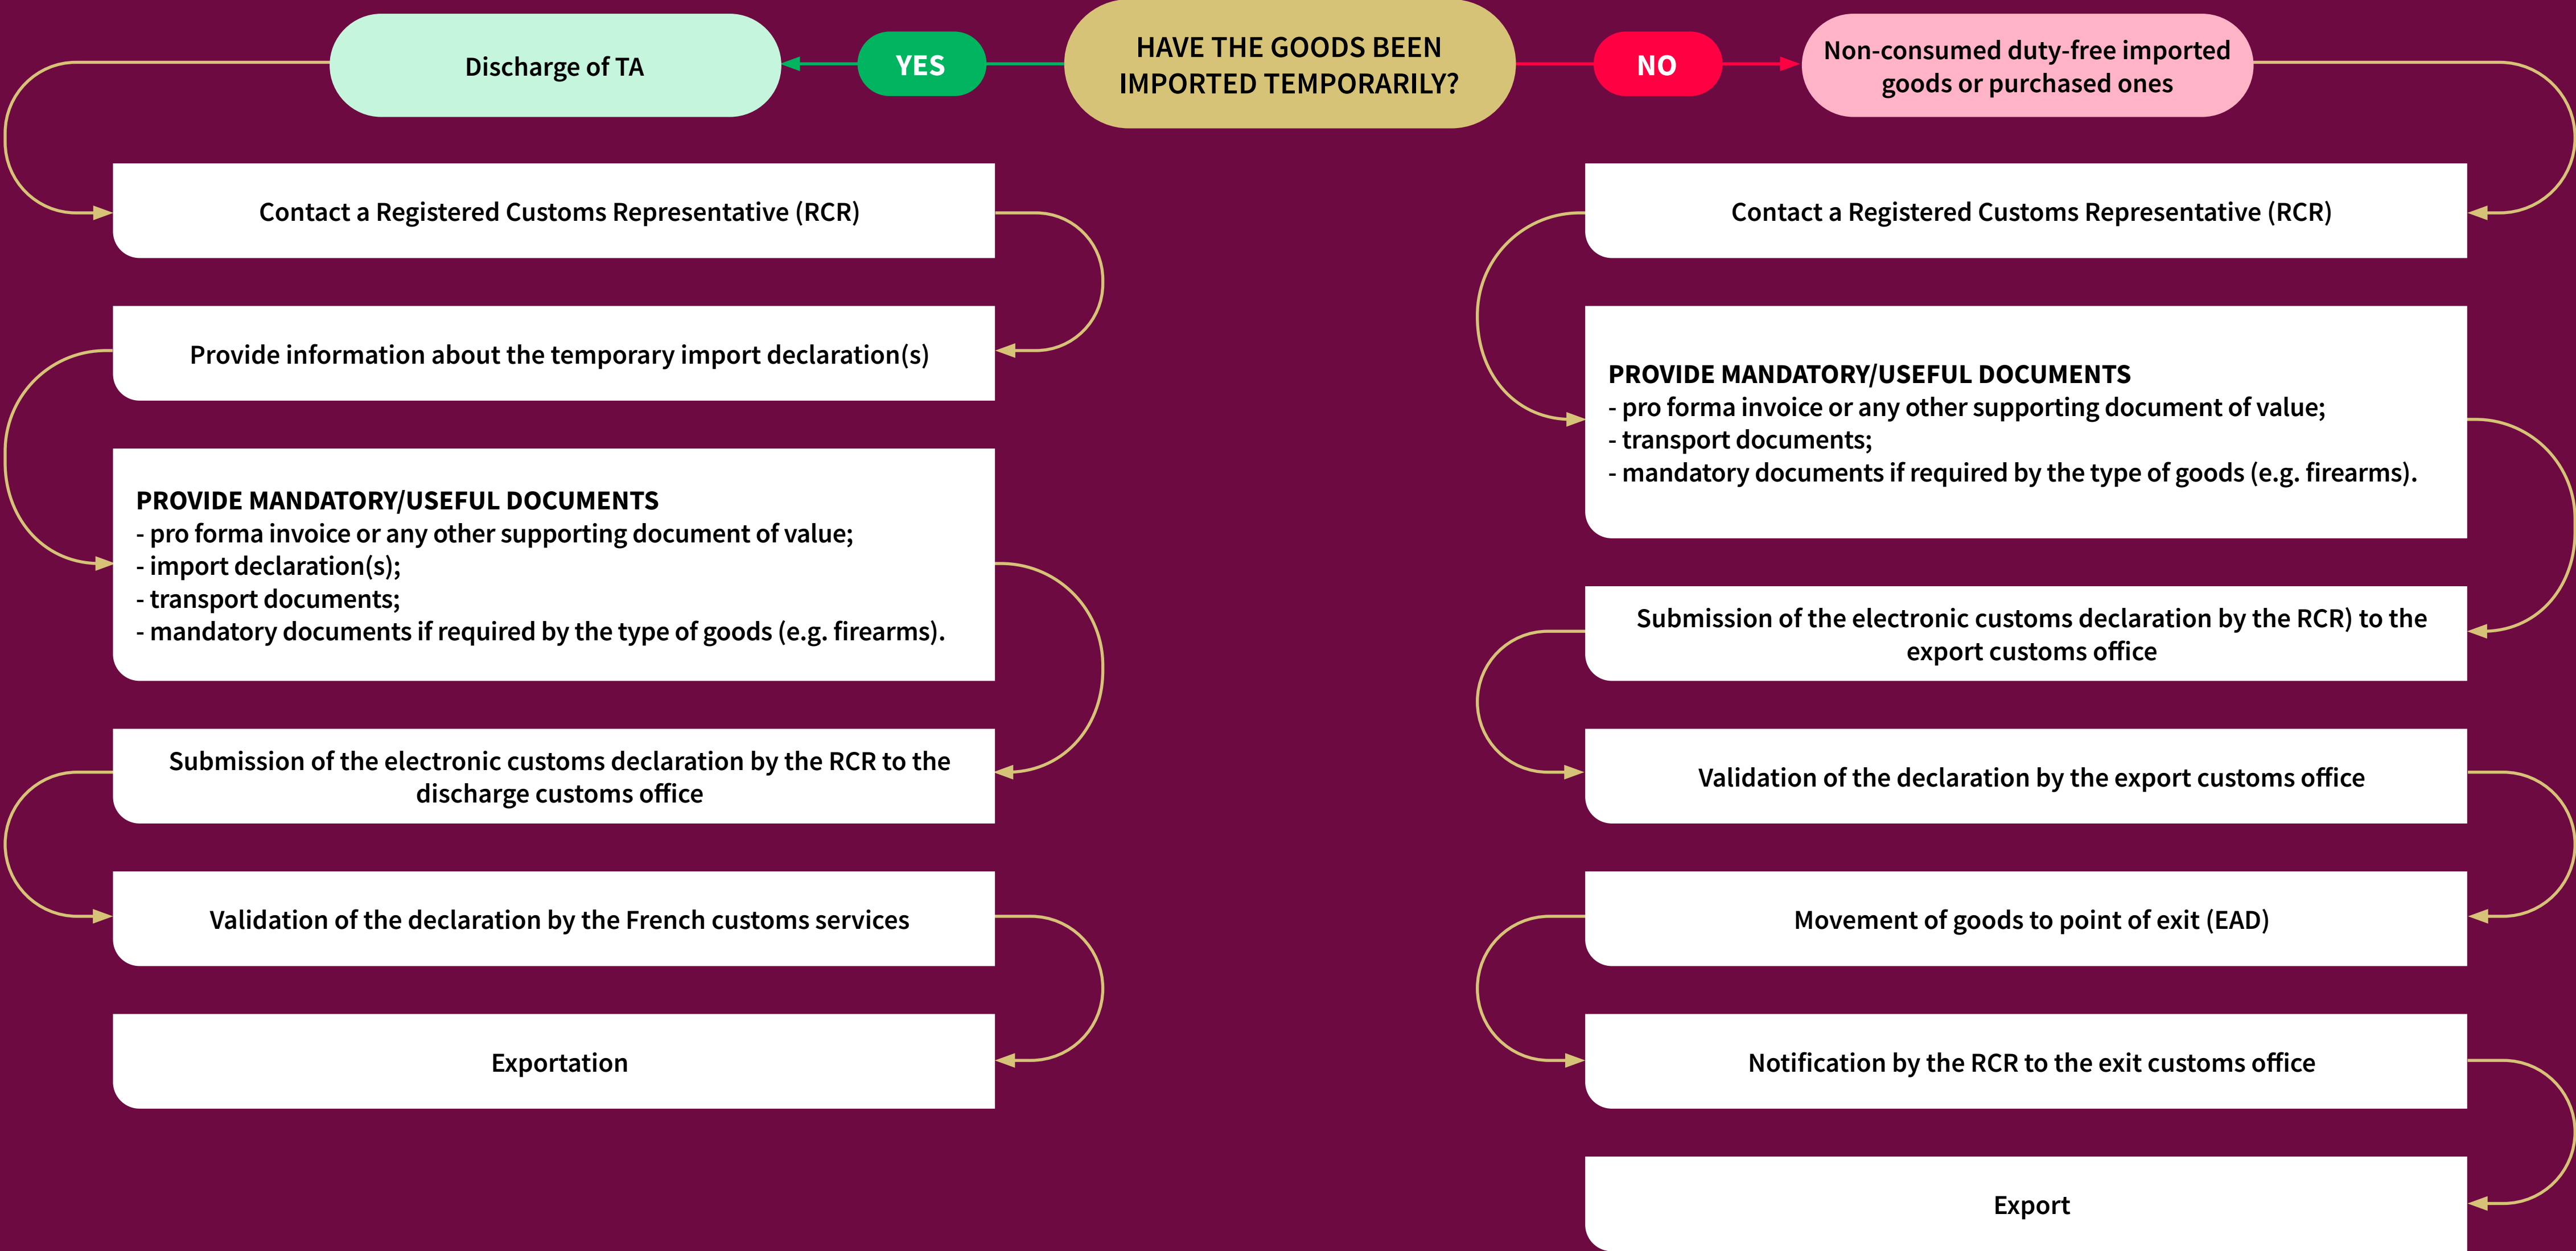 HAVE THE GOODS BEEN
IMPORTED TEMPORARILY?
YES
Discharge of TA
Contact a Registered Customs Representative (RCR)
Provide information about the temporary import declaration(s)
PROVIDE MANDATORY/USEFUL DOCUMENTS
- pro forma invoice or any other supporting document of value;
- import declaration(s);
- transport documents;
- mandatory documents if required by the type of goods (e.g. firearms).
Submission of the electronic customs declaration by the RCR to the
discharge customs office
Validation of the declaration by the French customs services
Exportation
NO
Non-consumed duty-free imported
goods or purchased ones
Contact a Registered Customs Representative (RCR)
PROVIDE MANDATORY/USEFUL DOCUMENTS
- pro forma invoice or any other supporting document of value;
- transport documents;
- mandatory documents if required by the type of goods (e.g. firearms).
Submission of the electronic customs declaration by the RCR) to the
export customs office
Validation of the declaration by the export customs office
Movement of goods to point of exit (EAD)
Notification by the RCR to the exit customs office
Export